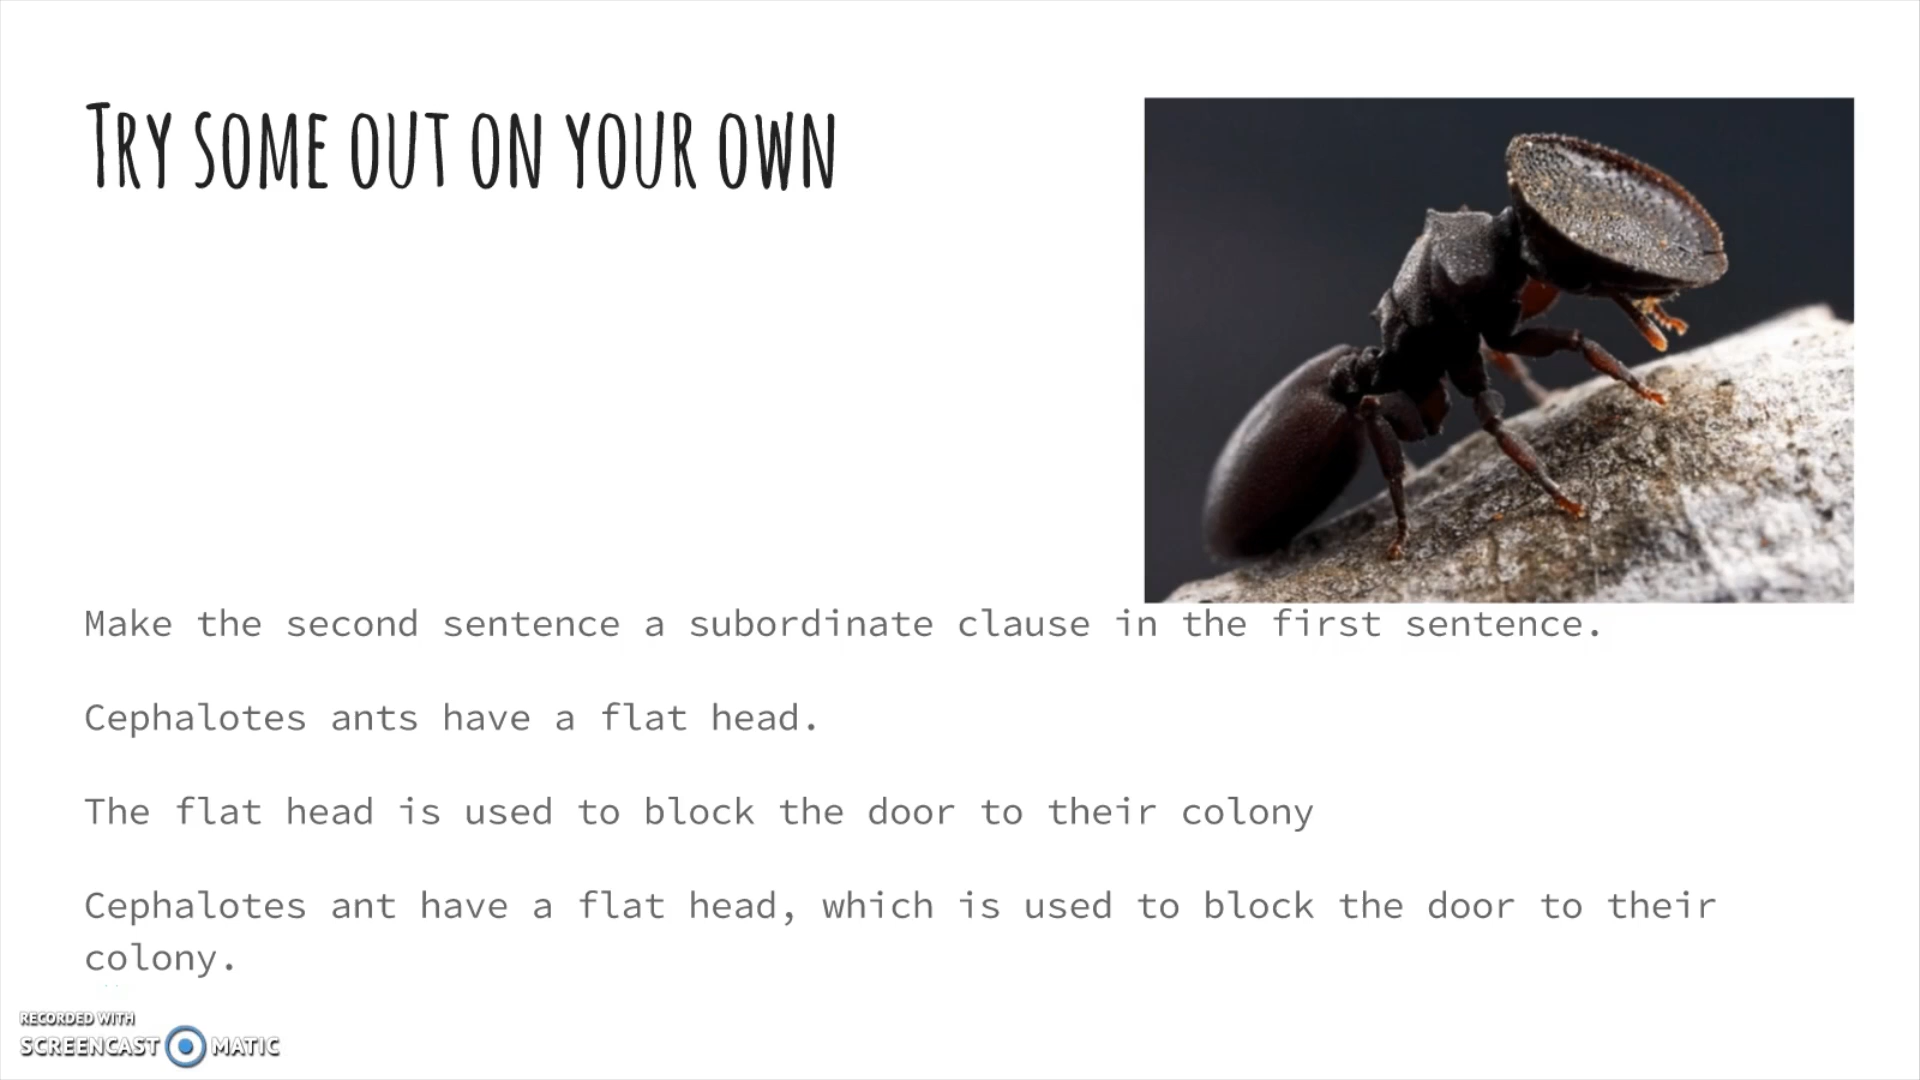 Try some out on your own
Make the second sentence a subordinate clause in the first sentence.
Cephalotes ants have a flat head.
The flat head is used to block the door to their colony
Cephalotes ant have a flat head, which is used to block the door to their
colony.
RECORDED WITH
SCREENCAST MATIC